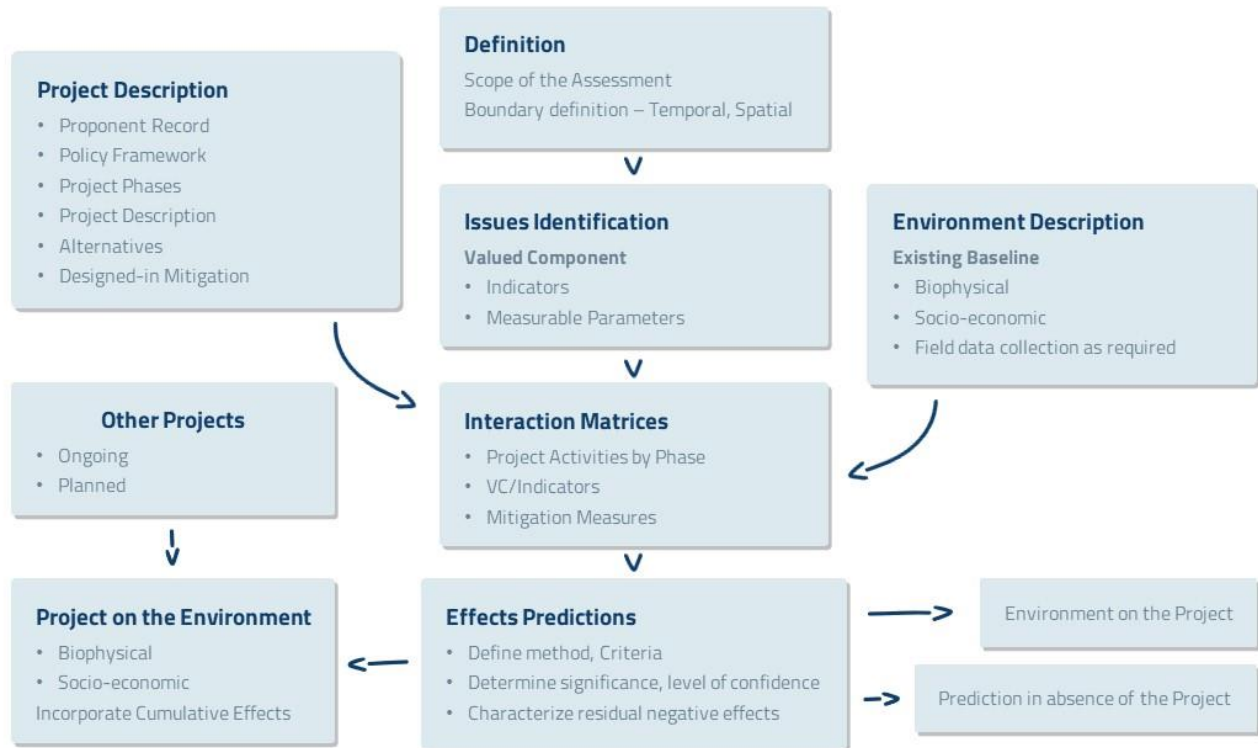 Definition
Scope of the Assessment
Boundary definition – Temporal, Spatial
Project Description
• Proponent Record
• Policy Framework
• Project Phases
• Project Description
• Alternatives
• Designed-in Mitigation
Issues Identification
Valued Component
• Indicators
• Measurable Parameters
Environment Description
Existing Baseline
• Biophysical
• Socio-economic
• Field data collection as required
Other Projects
• Ongoing
• Planned
Interaction Matrices
• Project Activities by Phase
• VC/Indicators
• Mitigation Measures
Project on the Environment
• Biophysical
• Socio-economic
Incorporate Cumulative Effects
Effects Predictions
• Define method, Criteria
• Determine significance, level of confidence
• Characterize residual negative effects
Environment on the Project
Prediction in absence of the Project